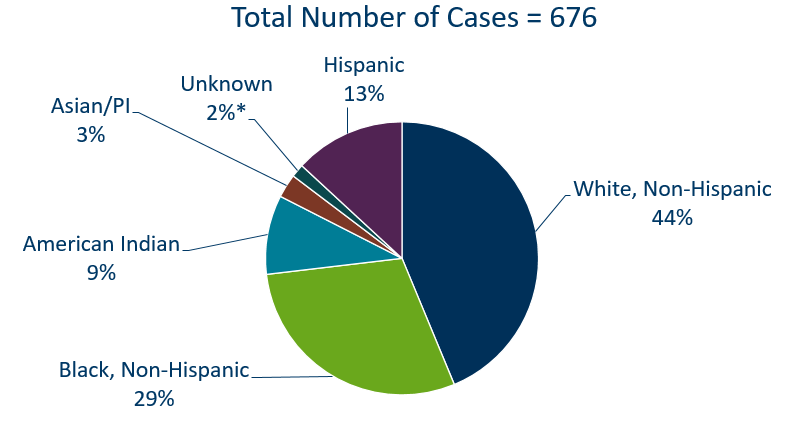 Total Number of Cases = 676
Hispanic
13%
Unknown
2%*
Asian/PI
3%
White, Non-Hispanic
44%
American Indian
9%
Black, Non-Hispanic
29%